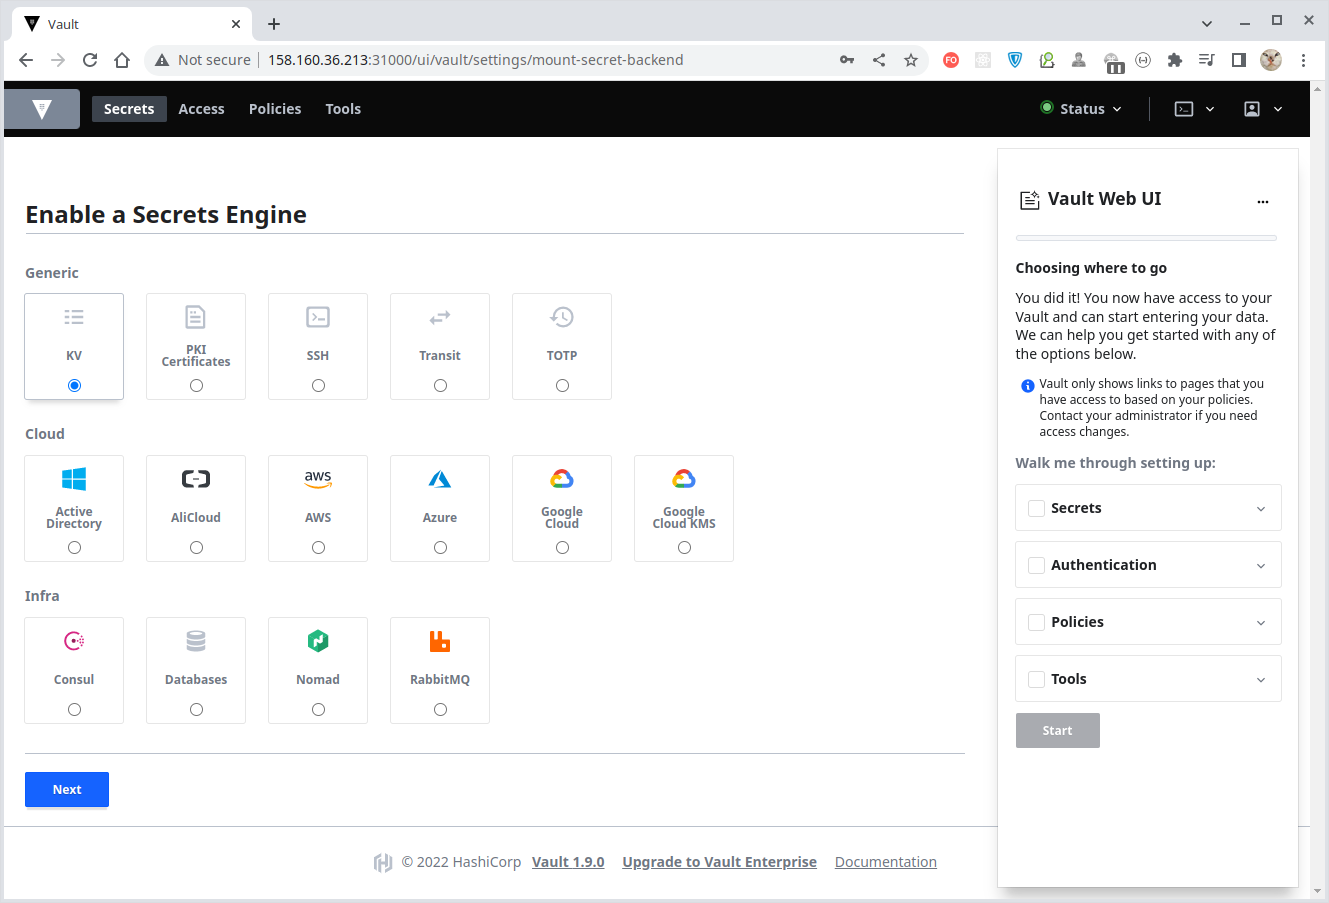 Vault
Not secure
158.160.36.213:31000/ui/vault/settings/mount-secret-backend
FO
Secrets
Access
Policies
Tools
Status
Enable a Secrets Engine
Generic
KV
PKI
Certificates
SSH
Transit
TOTP
Cloud
Active
Directory
AliCloud
aws
AWS
Azure
Google
Cloud
Google
Cloud KMS
Infra
Consul
Databases
Nomad
RabbitMQ
Next
Vault Web UI
Choosing where to go
You did it! You now have access to your
Vault and can start entering your data.
We can help you get started with any of
the options below.
Vault only shows links to pages that you
have access to based on your policies.
Contact your administrator if you need
access changes.
Walk me through setting up:
Secrets
Authentication
Policies
Tools
Start
© 2022 HashiCorp Vault 1.9.0 Upgrade to Vault Enterprise Documentation